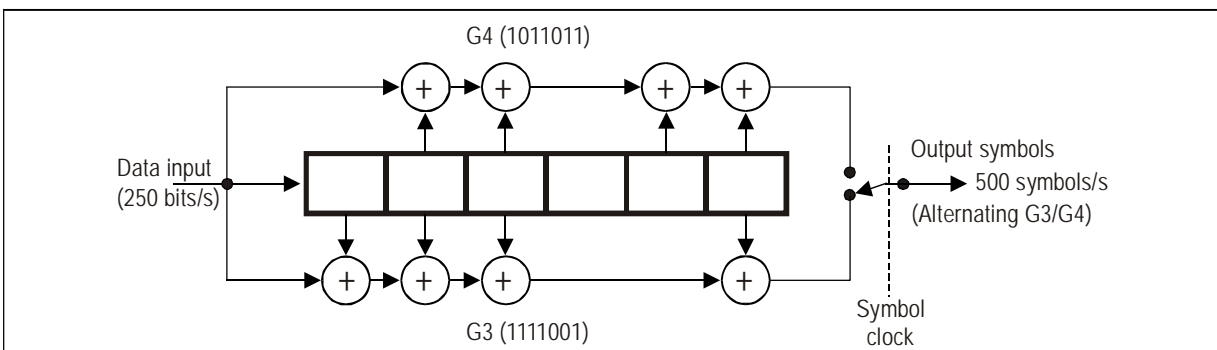 G4 (1011011)
+ + + +
Data input
(250 bits/s)
Output symbols
500 symbols/s
(Alternating G3/G4)
+ + + +
G3 (1111001)
Symbol
clock